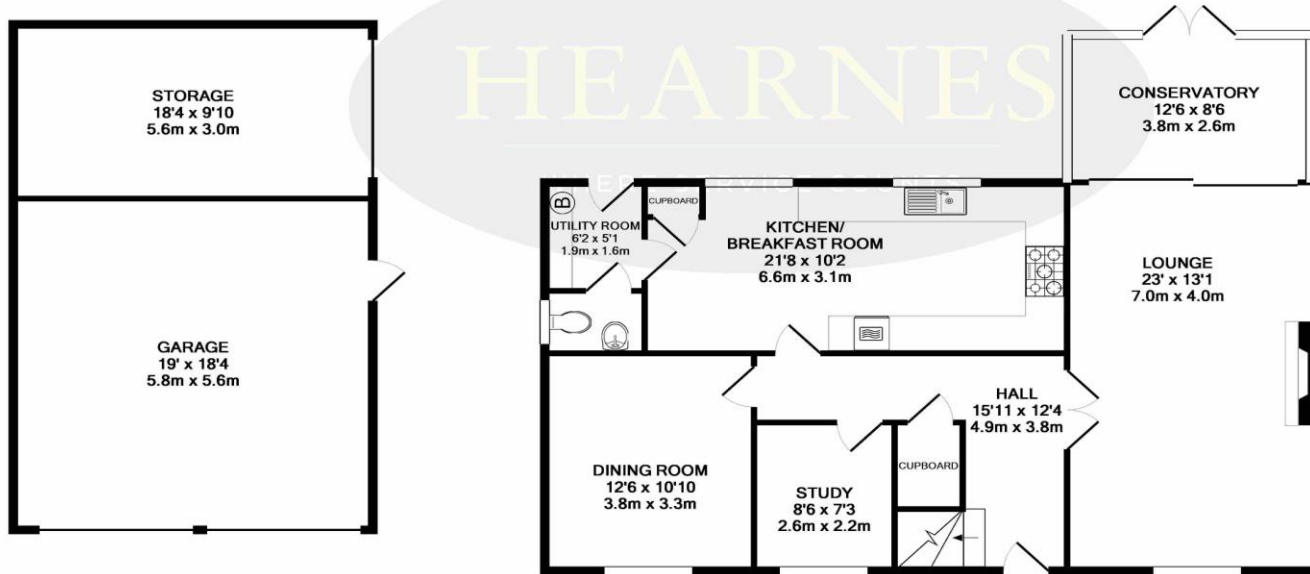 HEARNES
WHERE SERVICE COUNTS
STORAGE
18'4 x 9'10
5.6m x 3.0m
GARAGE
19' x 18'4
5.8m x 5.6m
CONSERVATORY
12'6 x 8'6
3.8m x 2.6m
B
UTILITY ROOM
6'2 x 5'1
1.9m x 1.6m
CUPBOARD
KITCHEN/
BREAKFAST ROOM
21'8 x 10'2
6.6m x 3.1m
LOUNGE
23' x 13'1
7.0m x 4.0m
HALL
15'11 x 12'4
4.9m x 3.8m
DINING ROOM
12'6 x 10'10
3.8m x 3.3m
STUDY
8'6 x 7'3
2.6m x 2.2m
CUPBOARD